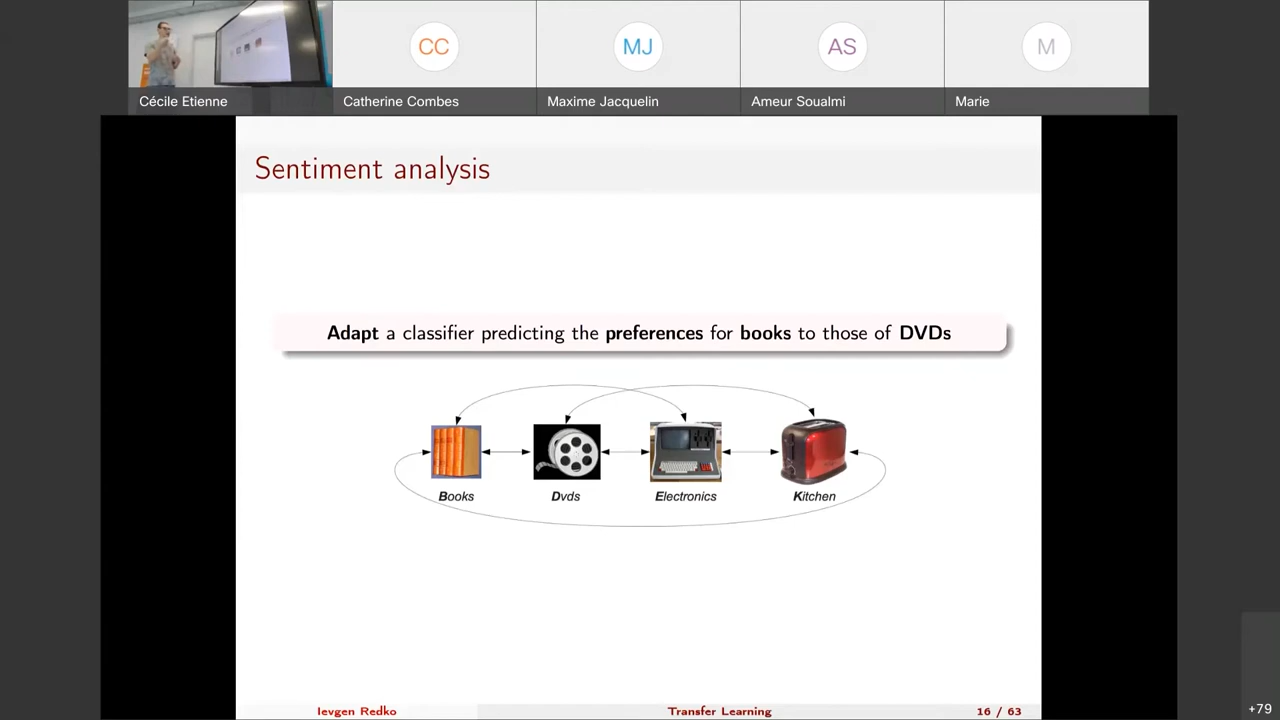 CC
MJ
AS
M
Cécile Etienne
Catherine Combes
Maxime Jacquelin
Ameur Soualmi
Marie
Sentiment analysis
Adapt a classifier predicting the preferences for books to those of DVDs
Books
Dvds
Electronics
Kitchen
Ievgen Redko
Transfer Learning
16 / 63
+79